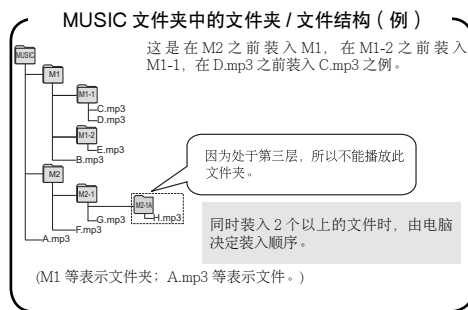 MUSIC 文件夹中的文件夹 / 文件结构 ( 例 )
这是在 M2 之前装入 M1, 在 M1-2 之前装入
M1-1, 在 D.mp3 之前装入 C.mp3 之例。
MUSIC
M1
M1-1
C.mp3
D.mp3
M1-2
E.mp3
B.mp3
M2
M2-1
M2-1A
H.mp3
G.mp3
F.mp3
A.mp3
因为处于第三层, 所以不能播放此
文件夹。
同时装入 2 个以上的文件时, 由电脑
决定装入顺序。
(M1 等表示文件夹; A.mp3 等表示文件。)